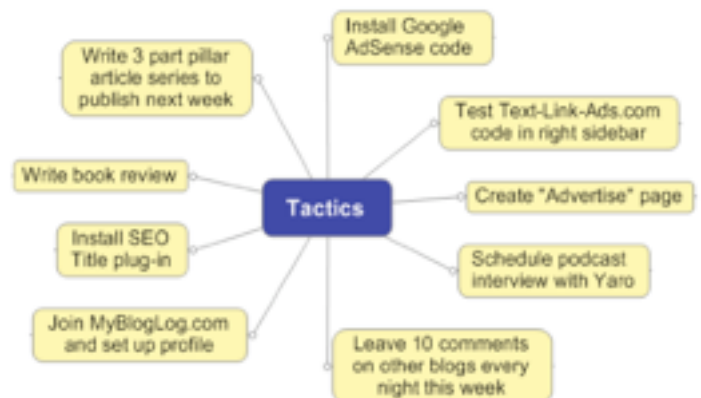 Install Google
AdSense code
Write 3 part pillar
article series to
publish next week
Test Text-Link-Ads.com
code in right sidebar
Write book review
Tactics
Create "Advertise" page
Install SEO
Title plug-in
Schedule podcast
interview with Yaro
Join MyBlogLog.com
and set up profile
Leave 10 comments
on other blogs every
night this week